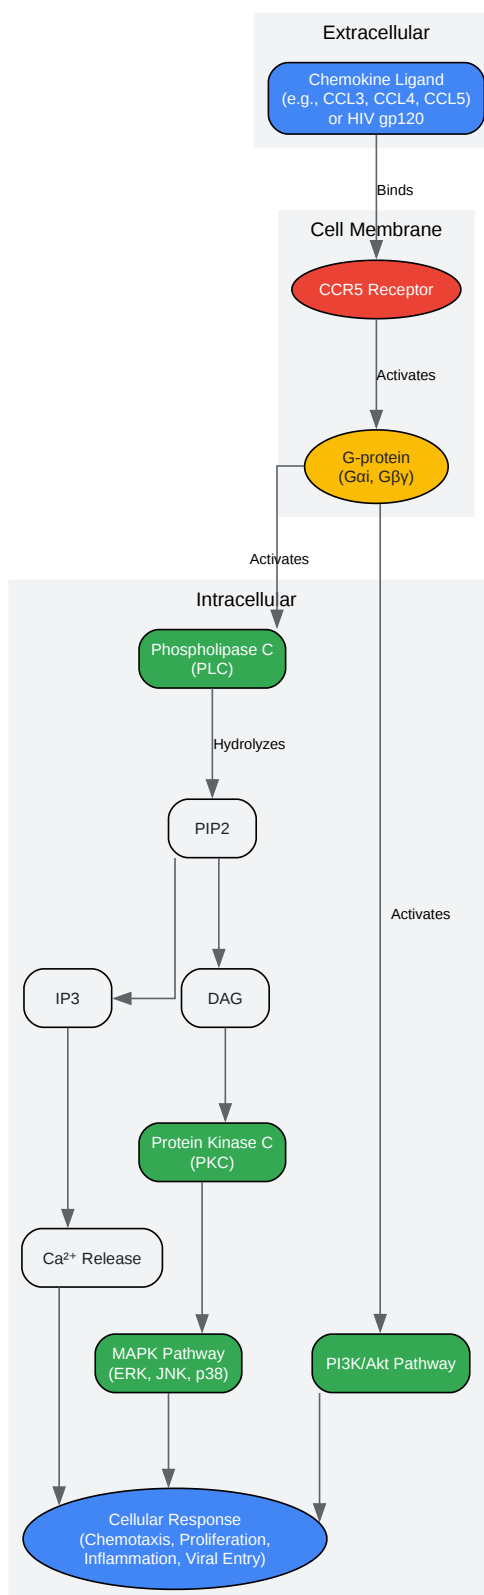 Extracellular
Chemokine Ligand
(e.g., CCL3, CCL4, CCL5)
or HIV gp120
Binds
Cell Membrane
CCR5 Receptor
Activates
G-protein
(Gαi, Gβγ)
Activates
Intracellular
Phospholipase C
(PLC)
Hydrolyzes
PIP2
Activates
IP3
DAG
Protein Kinase C
(PKC)
Ca²⁺ Release
MAPK Pathway
(ERK, JNK, p38)
PI3K/Akt Pathway
Cellular Response
(Chemotaxis, Proliferation,
Inflammation, Viral Entry)